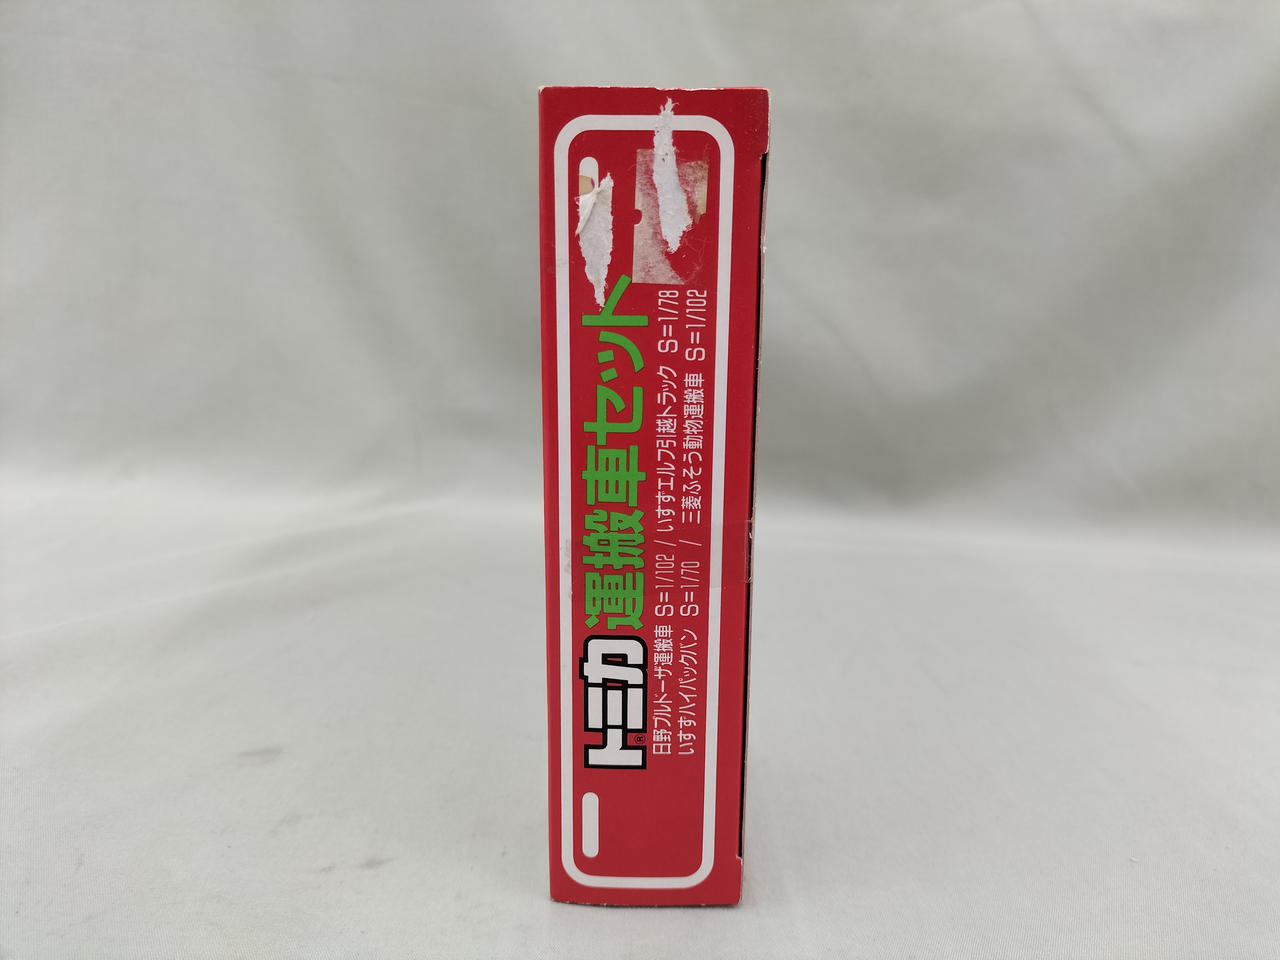 トミカ® 運搬車セット
日野ブルドーザ運搬車 S=1/102 / いすずエルフ引越トラック S=1/78
いすずハイパックバン S=1/70 / 三菱ふそう動物運搬車 S=1/102